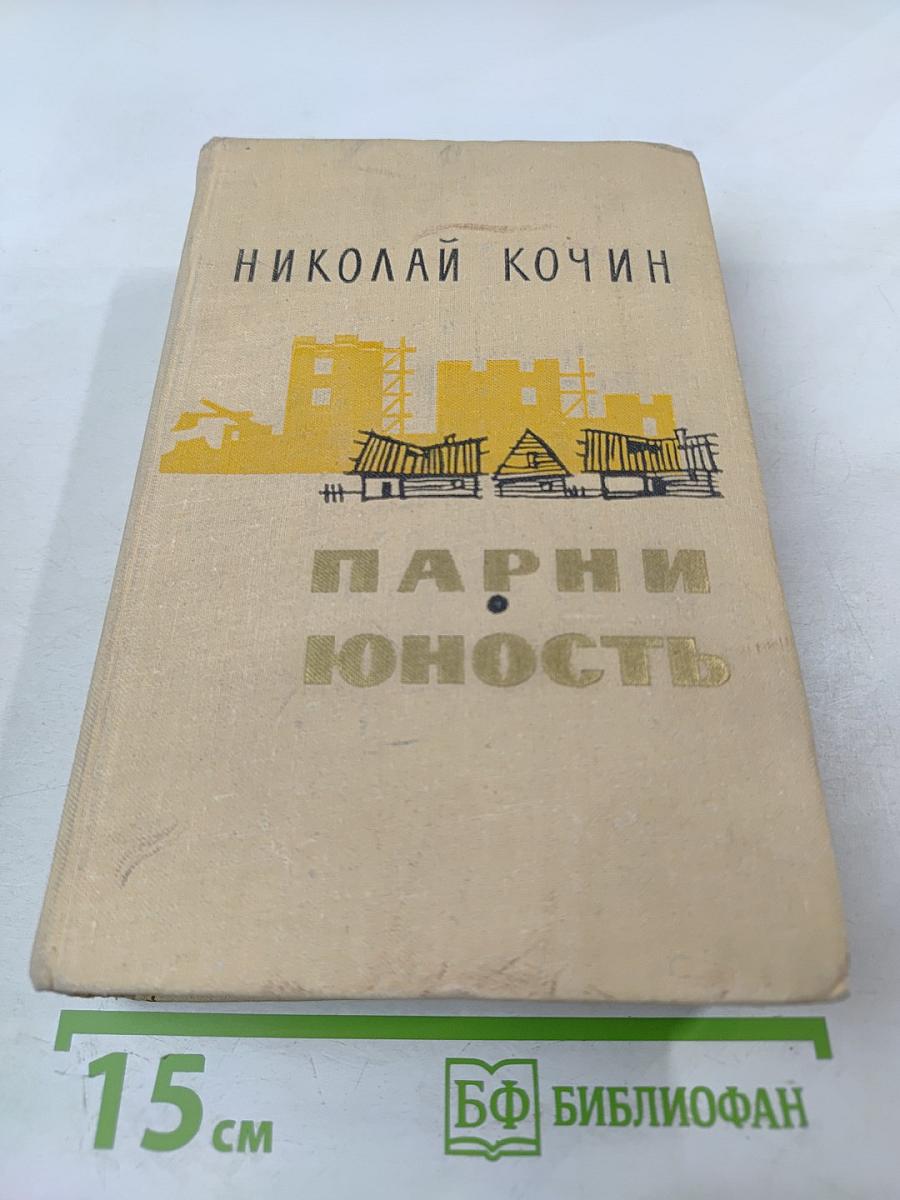 НИКОЛАЙ КОЧИН
ПАРНИ
ЮНОСТЬ
15 см
БФ БИБЛИОФАН